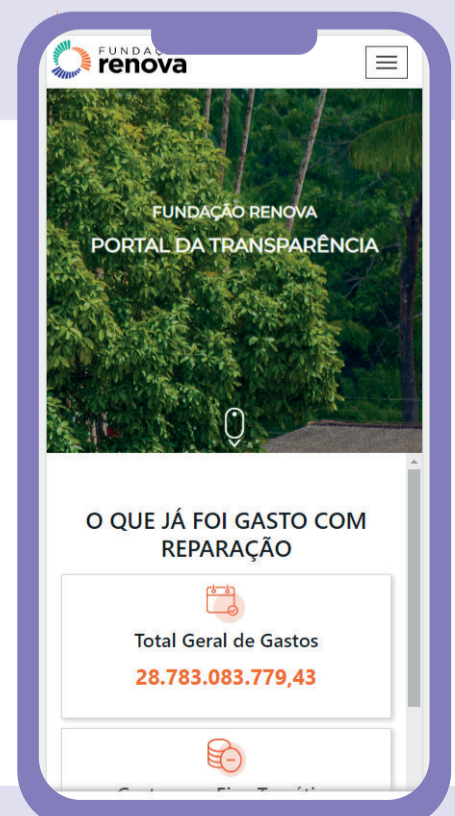 renova
FUNDAÇÃO RENOVA
PORTAL DA TRANSPARÊNCIA
O QUE JÁ FOI GASTO COM
REPARAÇÃO
Total Geral de Gastos
28.783.083.779,43